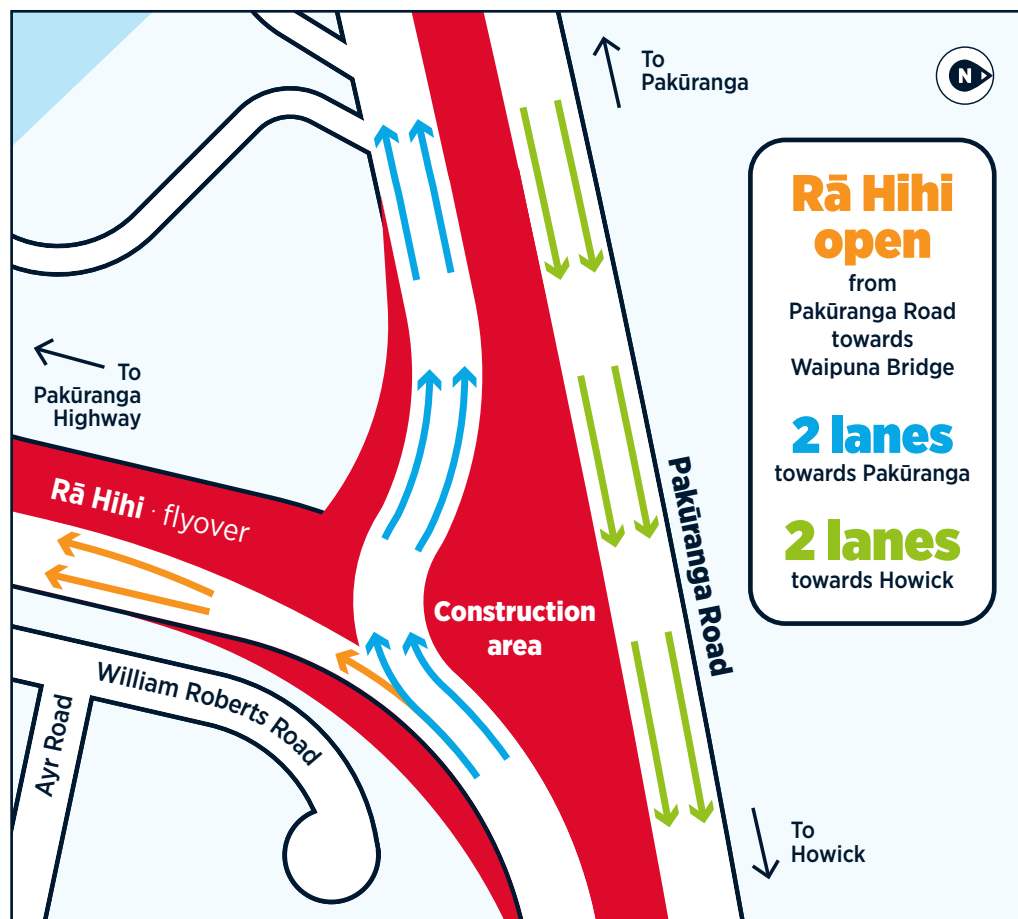 To
Pakūranga
N
Rā Hihi
open
from
Pakūranga Road
towards
Waipuna Bridge
2 lanes
towards Pakūranga
2 lanes
towards Howick
To
Pakūranga
Highway
Rā Hihi · flyover
Construction
area
Pakūranga Road
William Roberts Road
Ayr Road
To
Howick